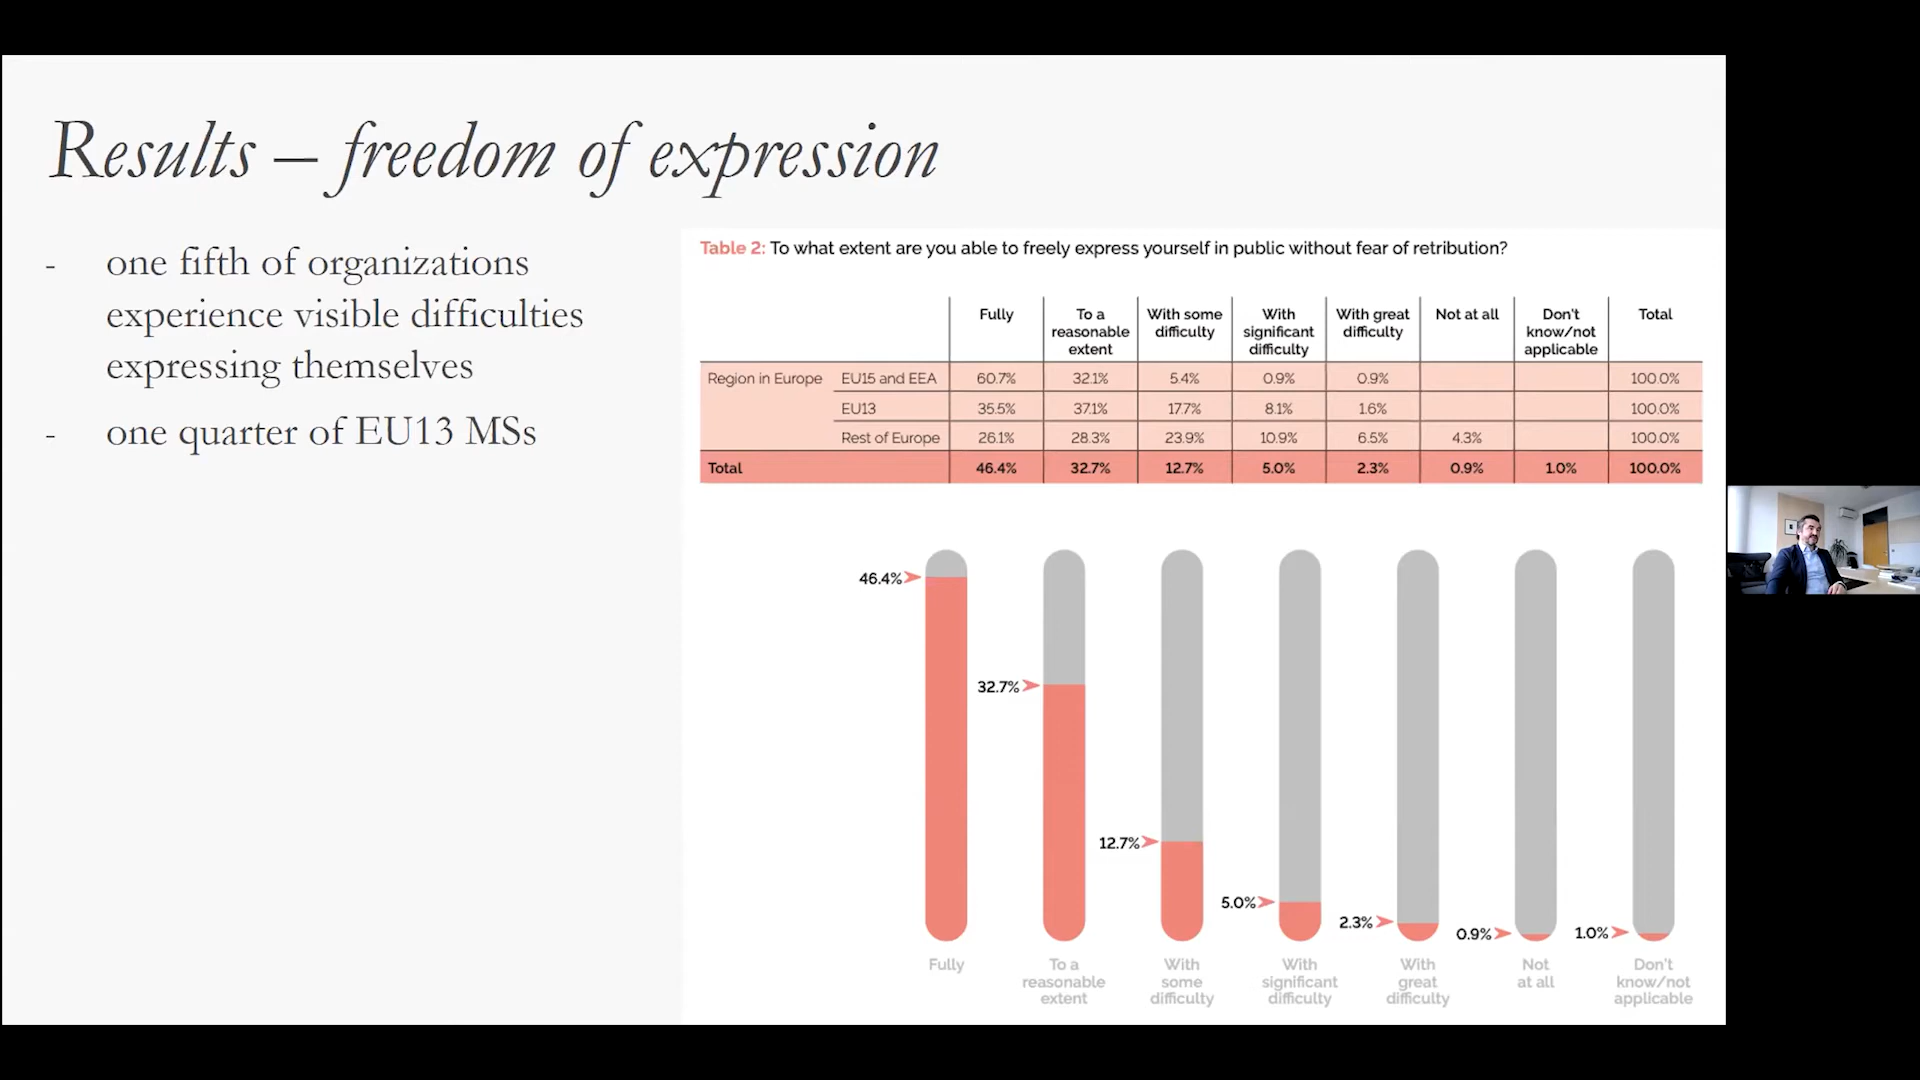 Results – freedom of expression
- one fifth of organizations
experience visible difficulties
expressing themselves
- one quarter of EU13 MSs
Table 2: To what extent are you able to freely express yourself in public without fear of retribution?
Fully To a reasonable extent With some difficulty With significant difficulty With great difficulty Not at all Don't know/not applicable Total
Region in Europe EU15 and EEA 60.7% 32.1% 5.4% 0.9% 0.9% 100.0%
EU13 35.5% 37.1% 17.7% 8.1% 1.6% 100.0%
Rest of Europe 26.1% 28.3% 23.9% 10.9% 6.5% 4.3% 100.0%
Total 46.4% 32.7% 12.7% 5.0% 2.3% 0.9% 1.0% 100.0%
46.4%
32.7%
12.7%
5.0%
2.3%
0.9%
1.0%
Fully
To a
reasonable
extent
With
some
difficulty
With
significant
difficulty
With
great
difficulty
Not
at all
Don't
know/not
applicable